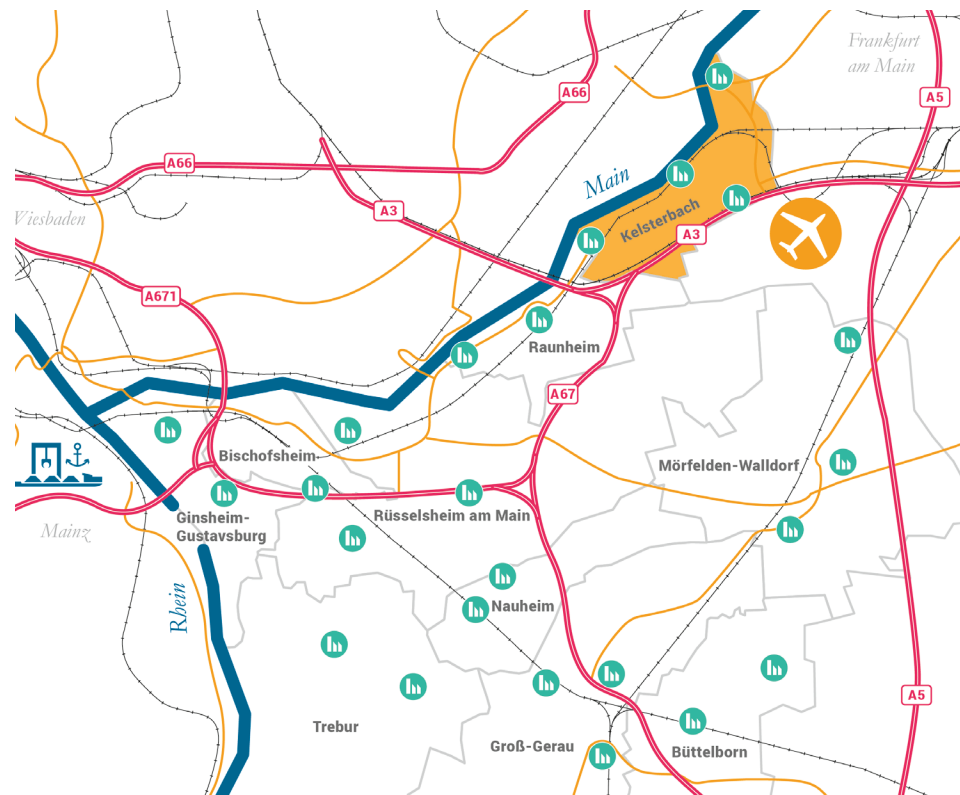 Frankfurt
am Main
A66
A5
A66
Main
Wiesbaden
A3
Kelsterbach
A3
A671
Raunheim
A67
Bischofsheim
Mörfelden-Walldorf
Ginsheim-
Gustavsburg
Rüsselsheim am Main
Mainz
Rhein
Nauheim
A5
Trebur
Groß-Gerau
Büttelborn